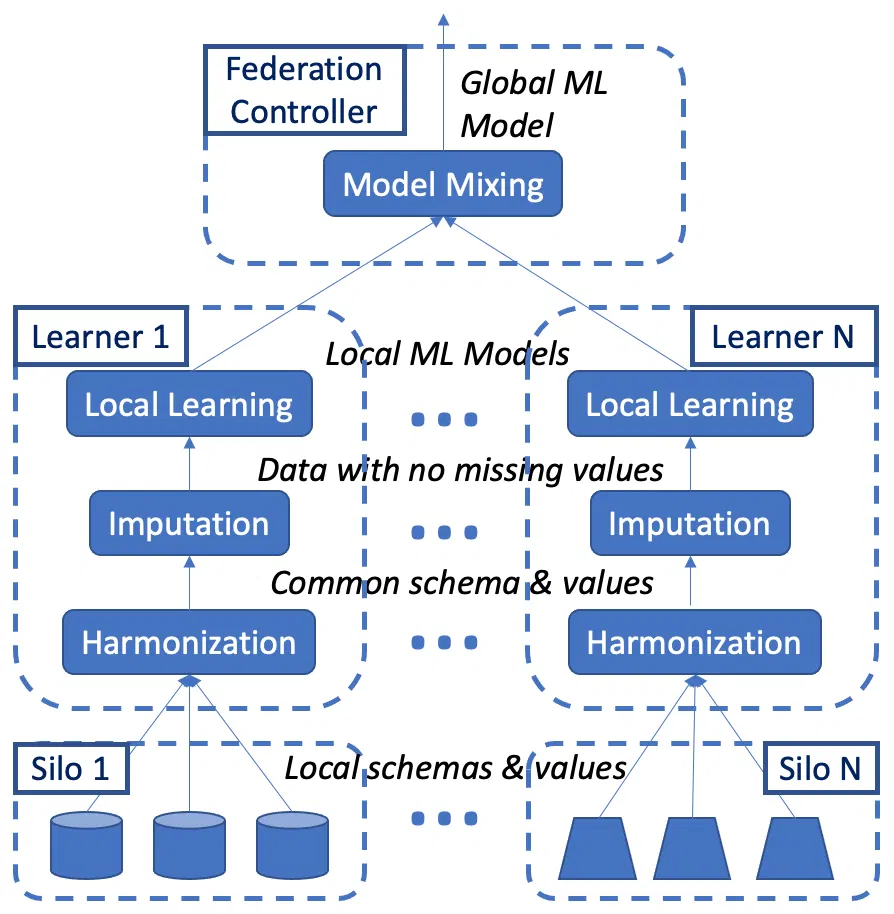 Federation
Controller
Global ML
Model
Model Mixing
Learner 1
Learner N
Local ML Models
Local Learning
Local Learning
Data with no missing values
Imputation
Imputation
Common schema & values
Harmonization
Harmonization
Silo 1
Local schemas & values
Silo N